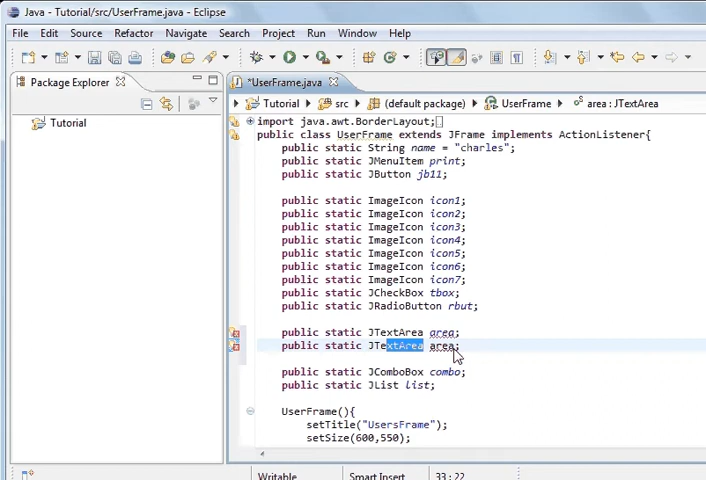 Java - Tutorial/src/UserFrame.java - Eclipse
File Edit Source Refactor Navigate Search Project Run Window Help
Package Explorer
*UserFrame.java
Tutorial src (default package) UserFrame area : JTextArea
Tutorial
import java.awt.BorderLayout;
public class UserFrame extends JFrame implements ActionListener{
public static String name = "charles";
public static JMenuItem print;
public static JButton jb11;
public static ImageIcon icon1;
public static ImageIcon icon2;
public static ImageIcon icon3;
public static ImageIcon icon4;
public static ImageIcon icon5;
public static ImageIcon icon6;
public static ImageIcon icon7;
public static JCheckBox tbox;
public static JRadioButton rbut;
public static JTextArea area;
public static JTextArea area;
public static JComboBox combo;
public static JList list;
UserFrame(){
setTitle("UsersFrame");
setSize(600,550);
Writable Smart Insert 33:22